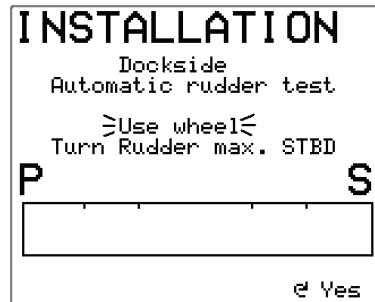 INSTALLATION
Dockside
Automatic rudder test
Use wheel
Turn Rudder max. STBD
P S
Yes